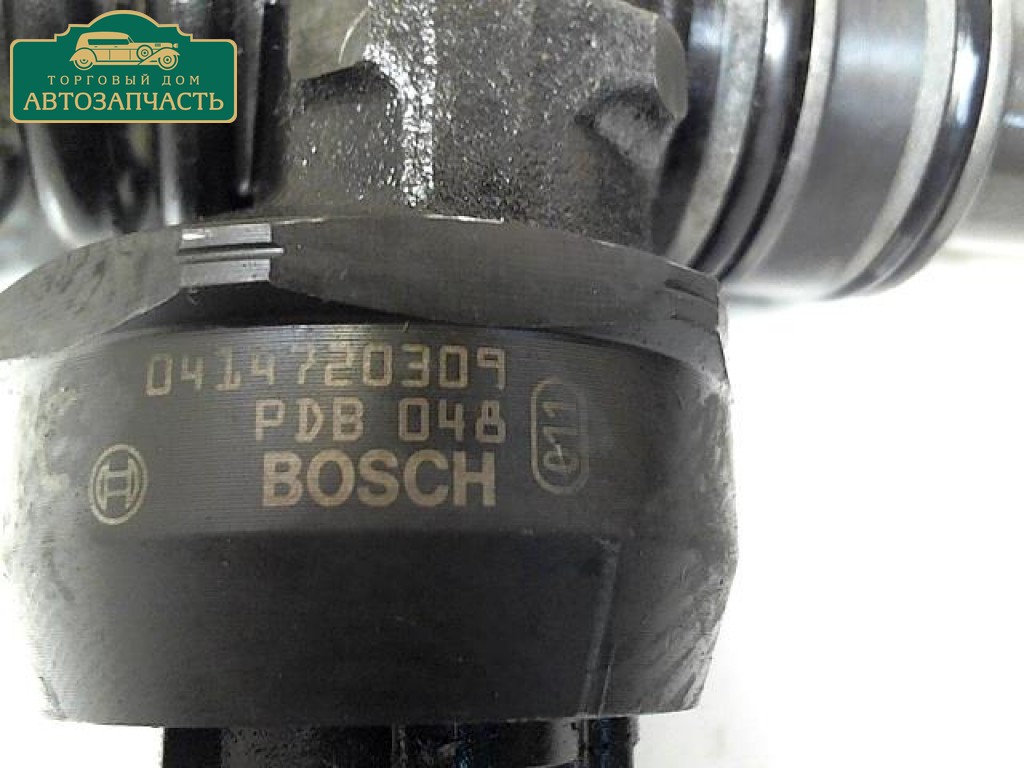 ТОРГОВЫЙ ДОМ
АВТОЗАПЧАСТЬ
0414720309
PDB 048
BOSCH